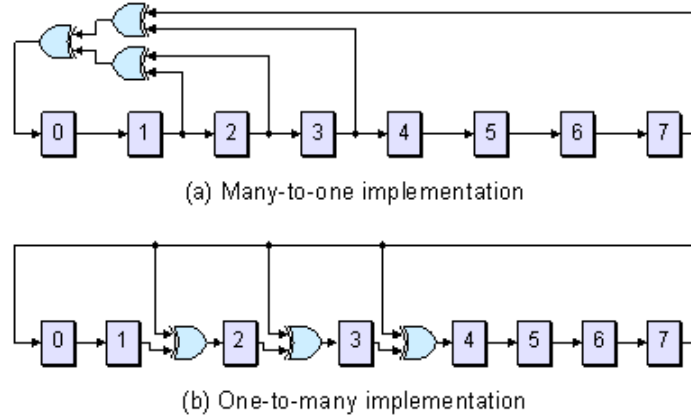 0 1 2 3 4 5 6 7
(a) Many-to-one implementation
0 1 2 3 4 5 6 7
(b) One-to-many implementation